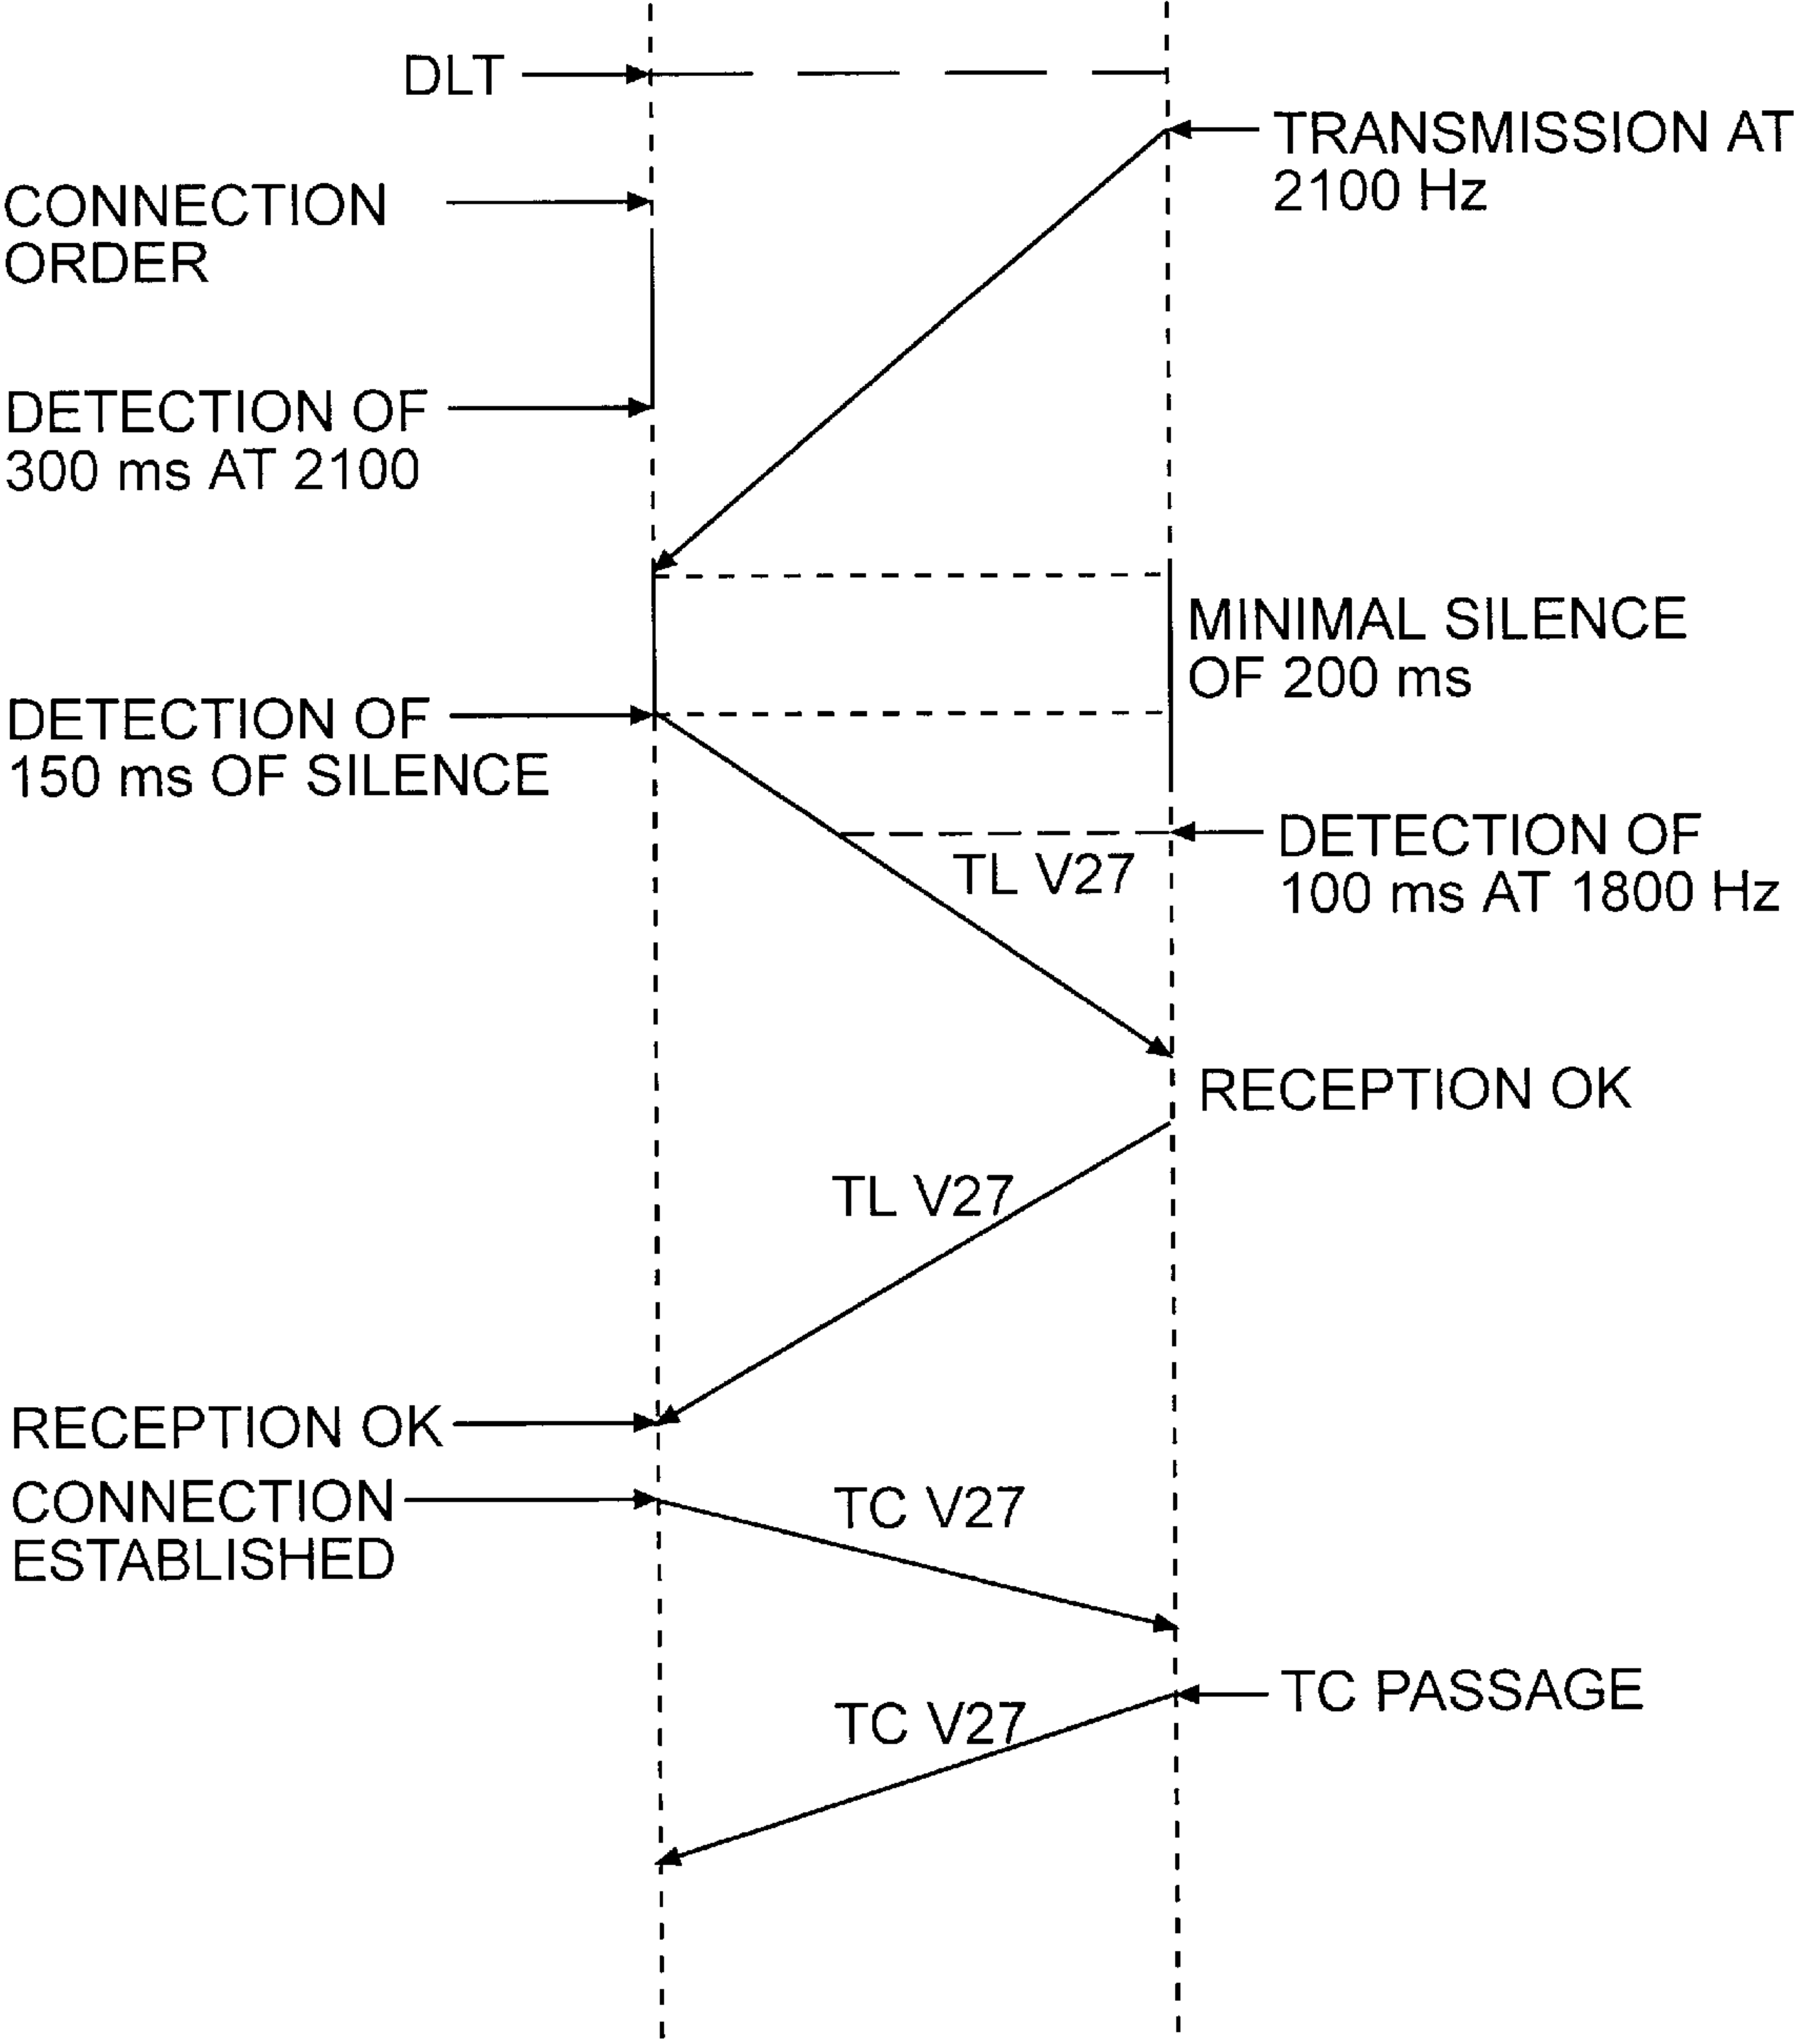 DLT
TRANSMISSION AT
2100 Hz
CONNECTION
ORDER
DETECTION OF
300 ms AT 2100
MINIMAL SILENCE
OF 200 ms
DETECTION OF
150 ms OF SILENCE
DETECTION OF
100 ms AT 1800 Hz
TL V27
RECEPTION OK
TL V27
RECEPTION OK
CONNECTION
ESTABLISHED
TC V27
TC PASSAGE
TC V27